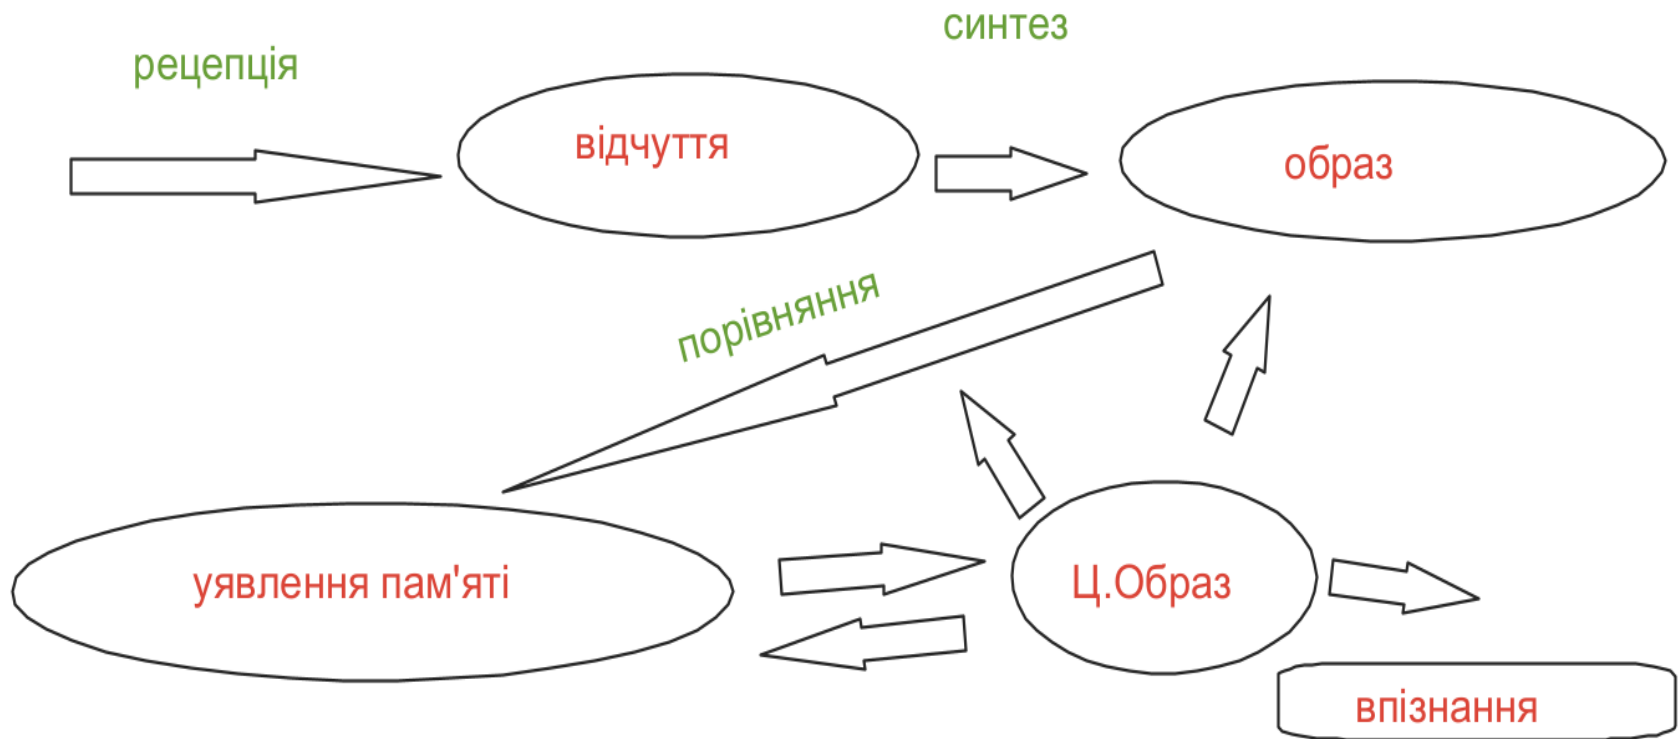 рецепція
синтез
відчуття
образ
порівняння
уявлення пам'яті
Ц.Образ
впізнання